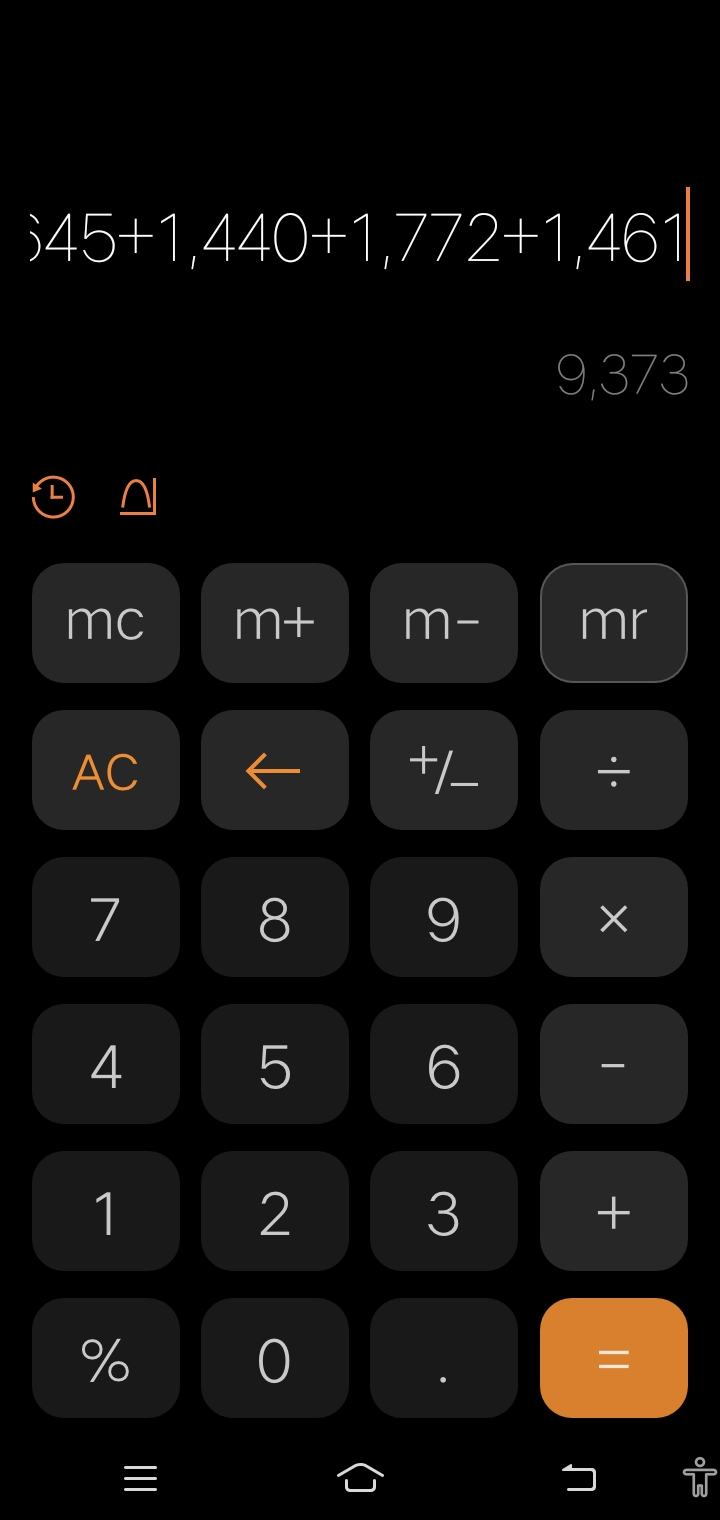 645+1,440+1,772+1,461
9,373
mc m+ m- mr
AC ← +/- ÷
7 8 9 ×
4 5 6 -
1 2 3 +
% 0 . =